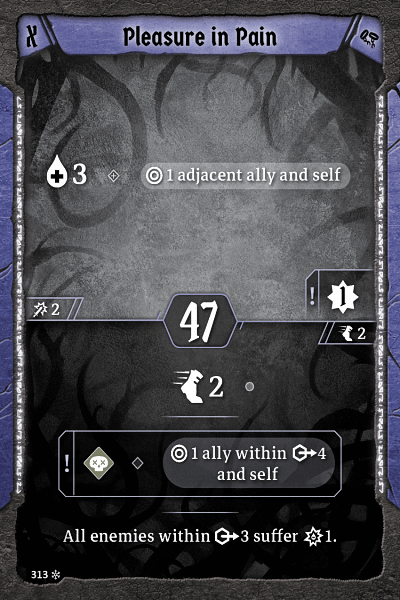 X
Pleasure in Pain
3
1 adjacent ally and self
! 1
2
47
2
2
!
1 ally within 4
and self
All enemies within 3 suffer 1.
313